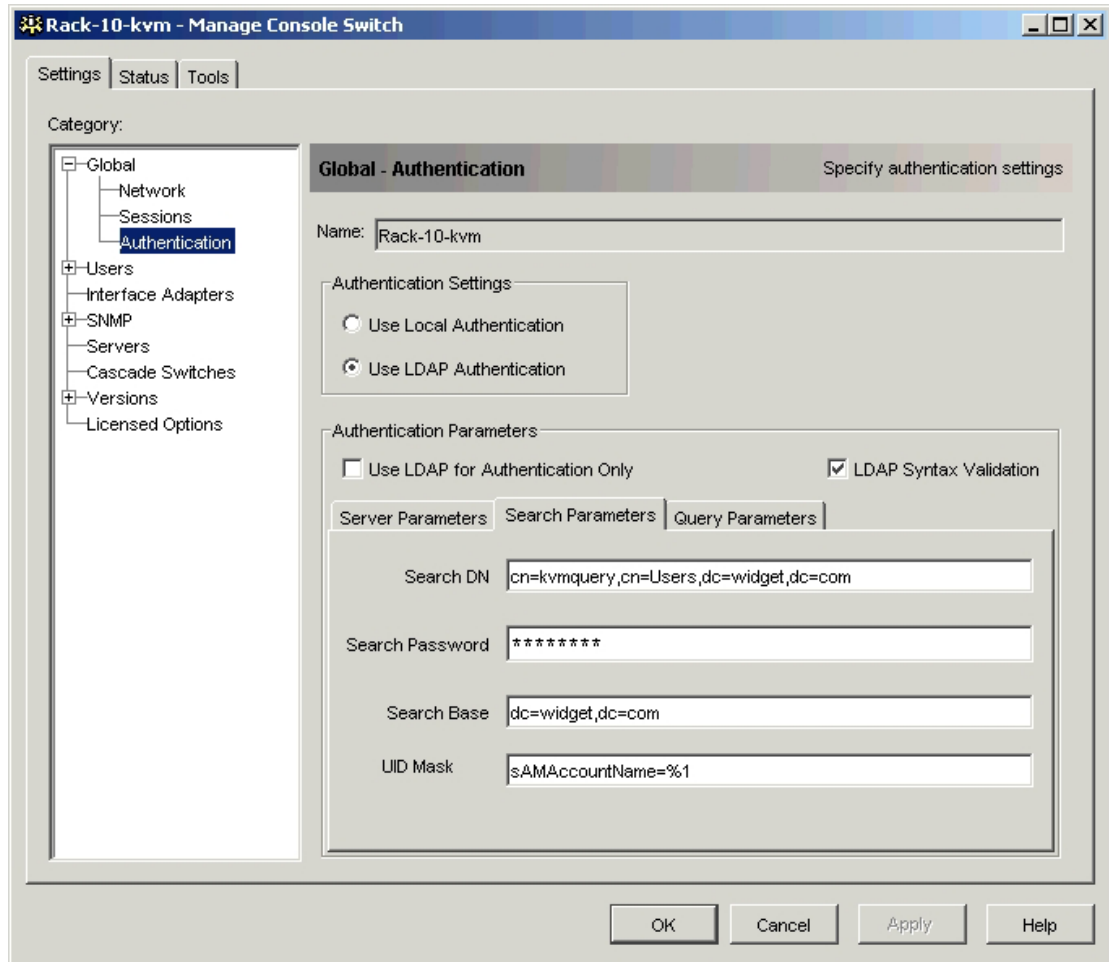 Rack-10-kvm - Manage Console Switch
Settings Status Tools
Category:
Global
Network
Sessions
Authentication
Users
Interface Adapters
SNMP
Servers
Cascade Switches
Versions
Licensed Options
Global - Authentication Specify authentication settings
Name: Rack-10-kvm
Authentication Settings
Use Local Authentication
Use LDAP Authentication
Authentication Parameters
Use LDAP for Authentication Only LDAP Syntax Validation
Server Parameters Search Parameters Query Parameters
Search DN cn=kvmquery,cn=Users,dc=widget,dc=com
Search Password ********
Search Base dc=widget,dc=com
UID Mask sAMAccountName=%1
OK Cancel Apply Help